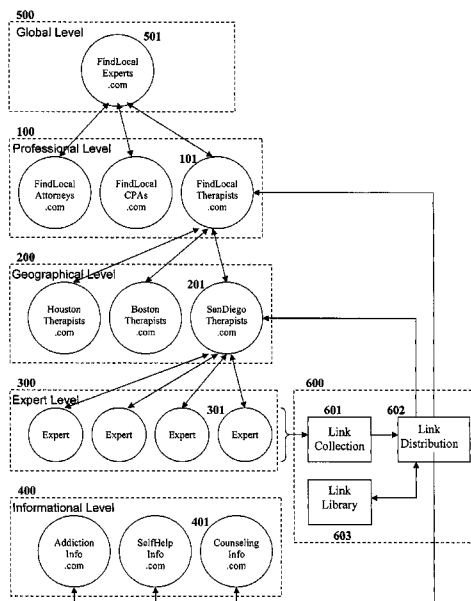 500
Global Level
501
FindLocal
Experts
.com
100
Professional Level
101
FindLocal
Attorneys
.com
FindLocal
CPAs
.com
FindLocal
Therapists
.com
200
Geographical Level
201
Houston
Therapists
.com
Boston
Therapists
.com
SanDiego
Therapists
.com
300
Expert Level
301
Expert
Expert
Expert
Expert
600
601
602
Link
Collection
Link
Distribution
Link
Library
603
400
Informational Level
401
Addiction
Info
.com
SelfHelp
Info
.com
Counseling
Info
.com